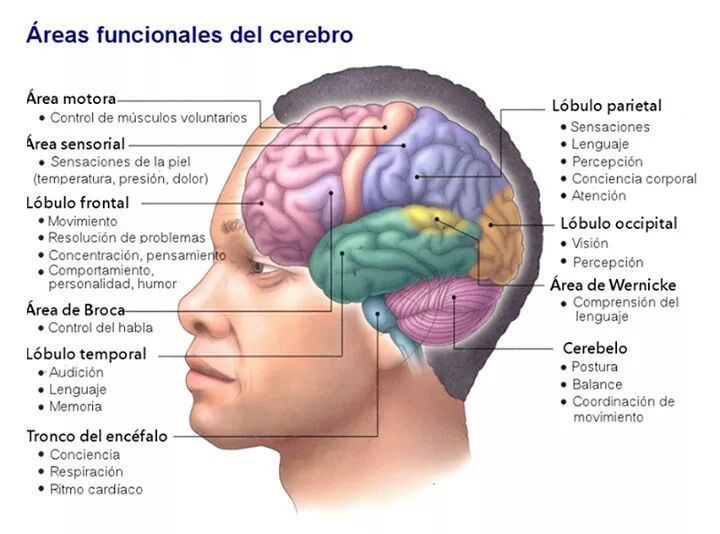 Áreas funcionales del cerebro
Área motora
• Control de músculos voluntarios
Área sensorial
• Sensaciones de la piel
(temperatura, presión, dolor)
Lóbulo frontal
• Movimiento
• Resolución de problemas
• Concentración, pensamiento
• Comportamiento,
personalidad, humor
Área de Broca
• Control del habla
Lóbulo temporal
• Audición
• Lenguaje
• Memoria
Tronco del encéfalo
• Conciencia
• Respiración
• Ritmo cardíaco
Lóbulo parietal
• Sensaciones
• Lenguaje
• Percepción
• Conciencia corporal
• Atención
Lóbulo occipital
• Visión
• Percepción
Área de Wernicke
• Comprensión del
lenguaje
Cerebelo
• Postura
• Balance
• Coordinación de
movimiento